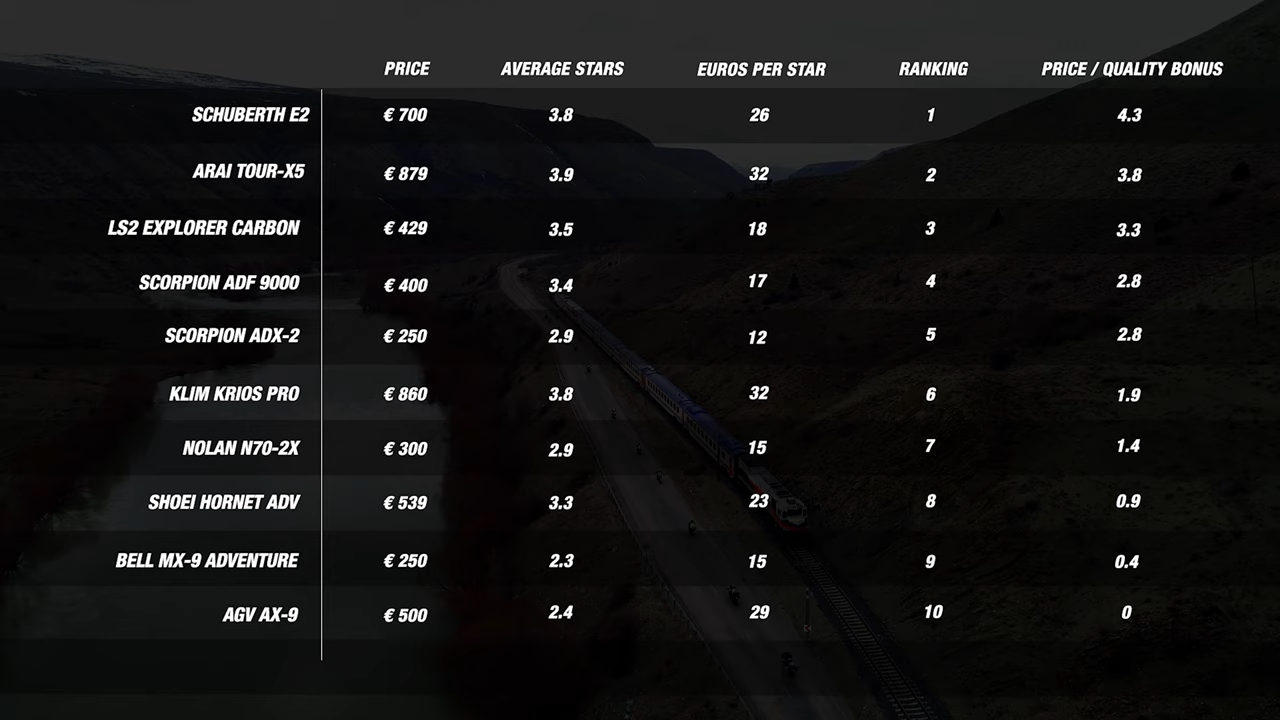 PRICE AVERAGE STARS EUROS PER STAR RANKING PRICE / QUALITY BONUS
SCHUBERTH E2 € 700 3.8 26 1 4.3
ARAI TOUR-X5 € 879 3.9 32 2 3.8
LS2 EXPLORER CARBON € 429 3.5 18 3 3.3
SCORPION ADF 9000 € 400 3.4 17 4 2.8
SCORPION ADX-2 € 250 2.9 12 5 2.8
KLIM KRIOS PRO € 860 3.8 32 6 1.9
NOLAN N70-2X € 300 2.9 15 7 1.4
SHOEI HORNET ADV € 539 3.3 23 8 0.9
BELL MX-9 ADVENTURE € 250 2.3 15 9 0.4
AGV AX-9 € 500 2.4 29 10 0